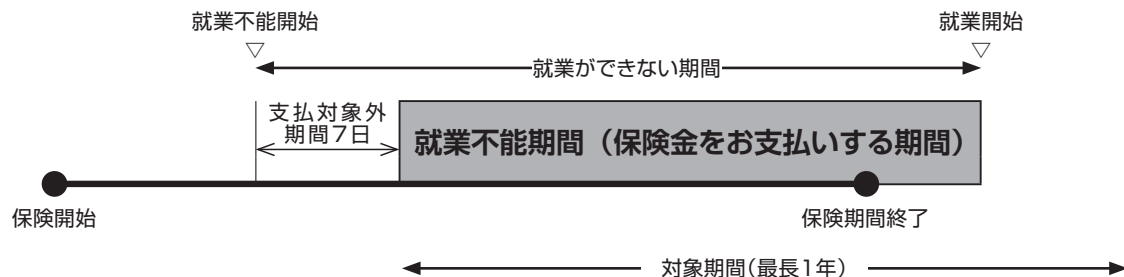 就業不能開始
就業開始
就業ができない期間
支払対象外
期間7日
就業不能期間（保険金をお支払いする期間）
保険開始
保険期間終了
対象期間（最長1年）